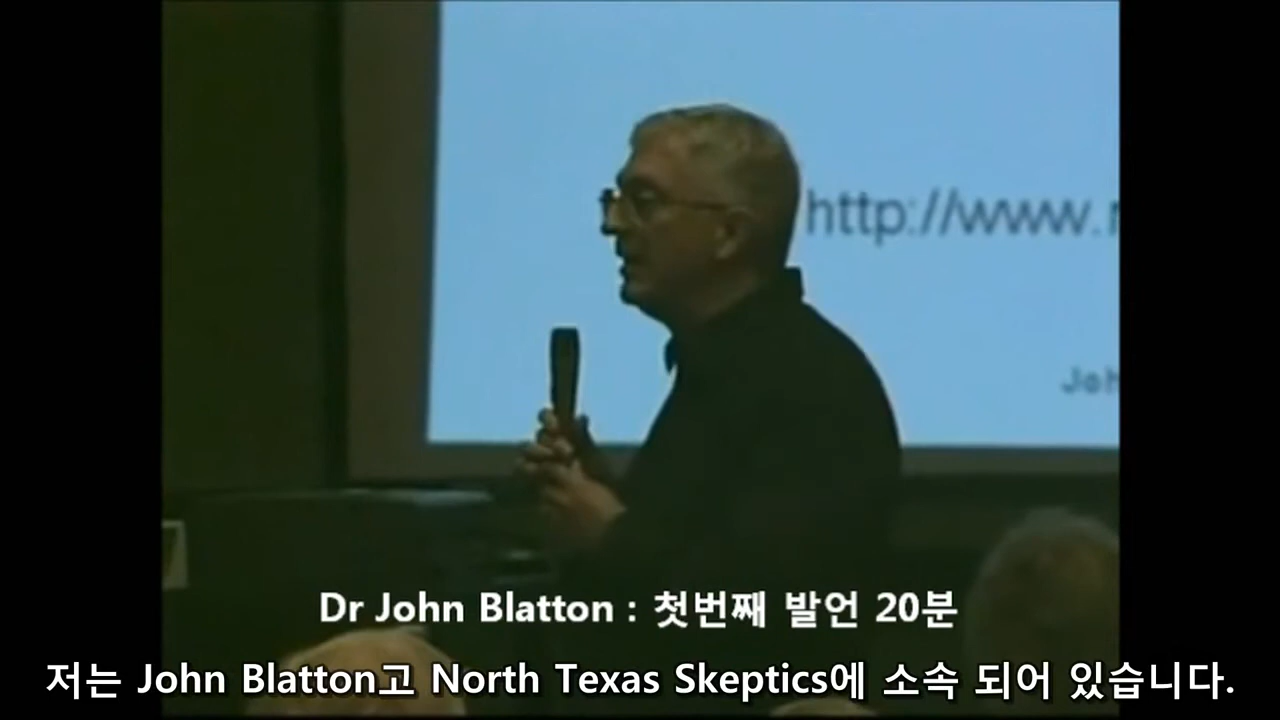 http://www.
Joh
Dr John Blatton : 첫번째 발언 20분
저는 John Blatton고 North Texas Skeptics에 소속 되어 있습니다.